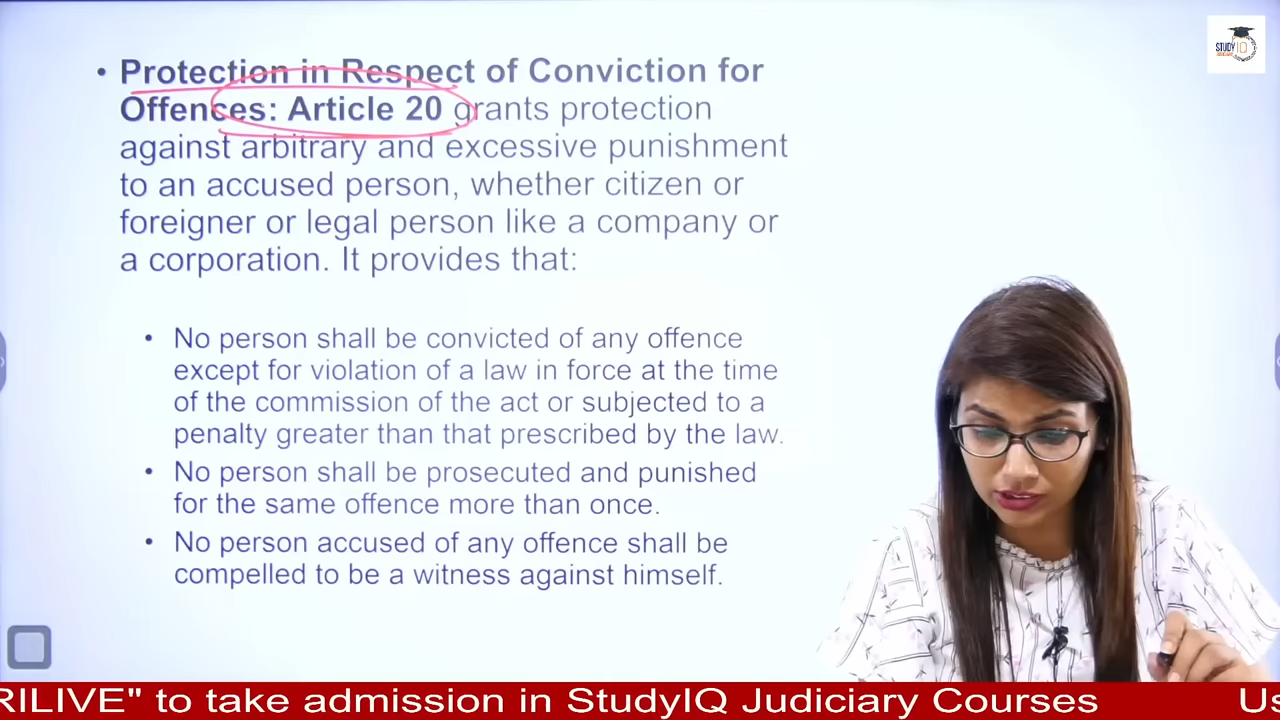 STUDY IQ
• Protection in Respect of Conviction for
Offences: Article 20 grants protection
against arbitrary and excessive punishment
to an accused person, whether citizen or
foreigner or legal person like a company or
a corporation. It provides that:
• No person shall be convicted of any offence
except for violation of a law in force at the time
of the commission of the act or subjected to a
penalty greater than that prescribed by the law.
• No person shall be prosecuted and punished
for the same offence more than once.
• No person accused of any offence shall be
compelled to be a witness against himself.
RILIVE" to take admission in StudyIQ Judiciary Courses Us